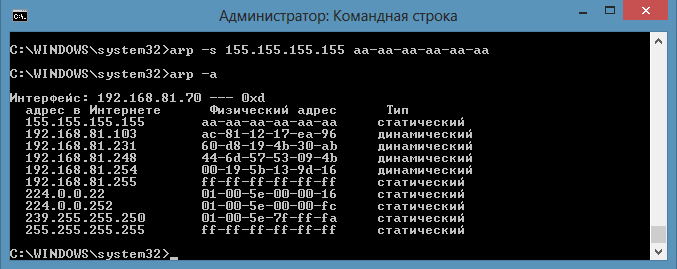 Администратор: Командная строка
C:\WINDOWS\system32>arp -s 155.155.155.155 aa-aa-aa-aa-aa-aa
C:\WINDOWS\system32>arp -a
Интерфейс: 192.168.81.70 --- 0xd
адрес в Интернете Физический адрес Тип
155.155.155.155 aa-aa-aa-aa-aa-aa статический
192.168.81.103 ac-81-12-17-ea-96 динамический
192.168.81.231 60-d8-19-4b-30-ab динамический
192.168.81.248 44-6d-57-53-09-4b динамический
192.168.81.254 00-19-5b-13-9d-16 динамический
192.168.81.255 ff-ff-ff-ff-ff-ff статический
224.0.0.22 01-00-5e-00-00-16 статический
224.0.0.252 01-00-5e-00-00-fc статический
239.255.255.250 01-00-5e-7f-ff-fa статический
255.255.255.255 ff-ff-ff-ff-ff-ff статический
C:\WINDOWS\system32>_